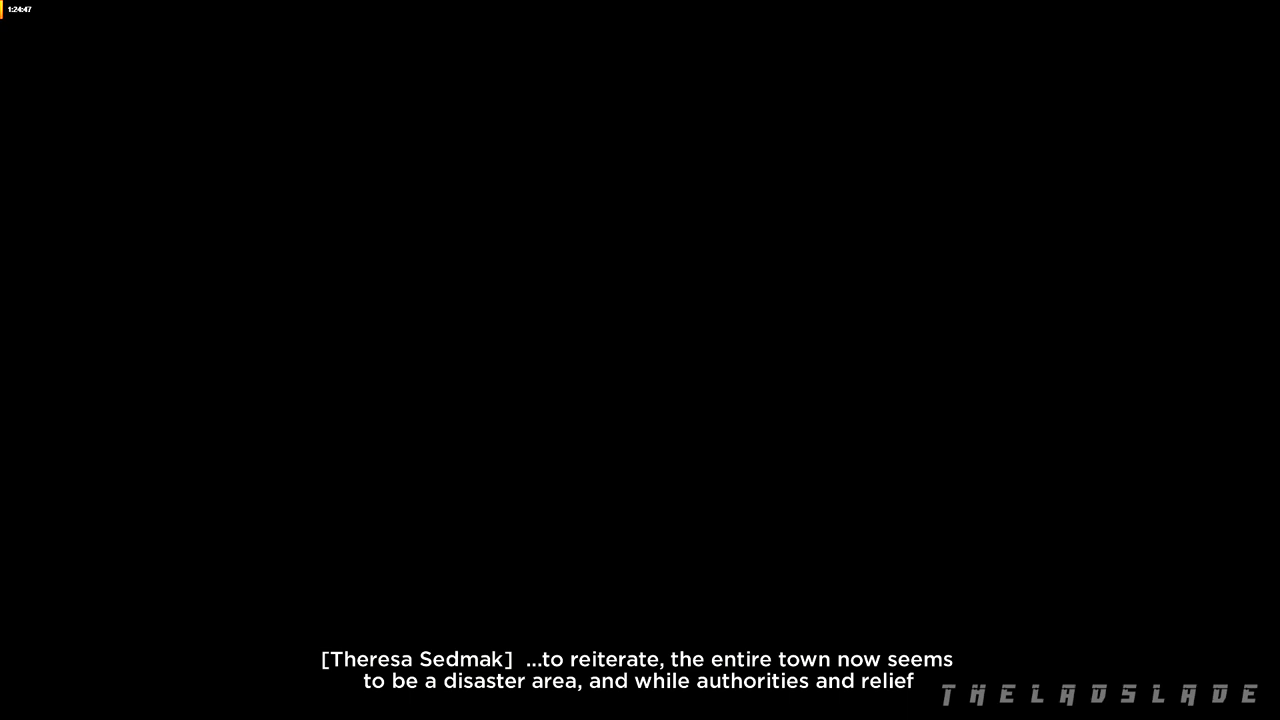 1:24:47
[Theresa Sedmak]  ...to reiterate, the entire town now seems
to be a disaster area, and while authorities and relief
THELADSLADE